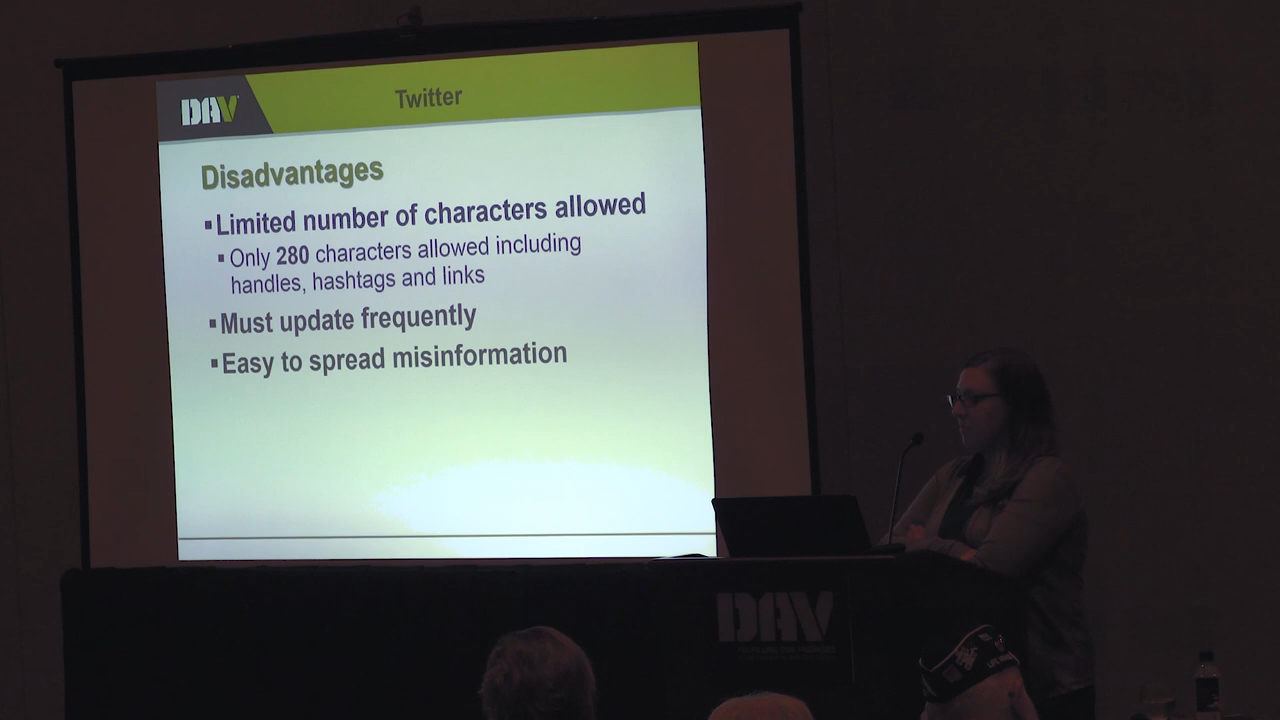 DAV
Twitter
Disadvantages
▪Limited number of characters allowed
▪Only 280 characters allowed including
handles, hashtags and links
▪Must update frequently
▪Easy to spread misinformation
DAV